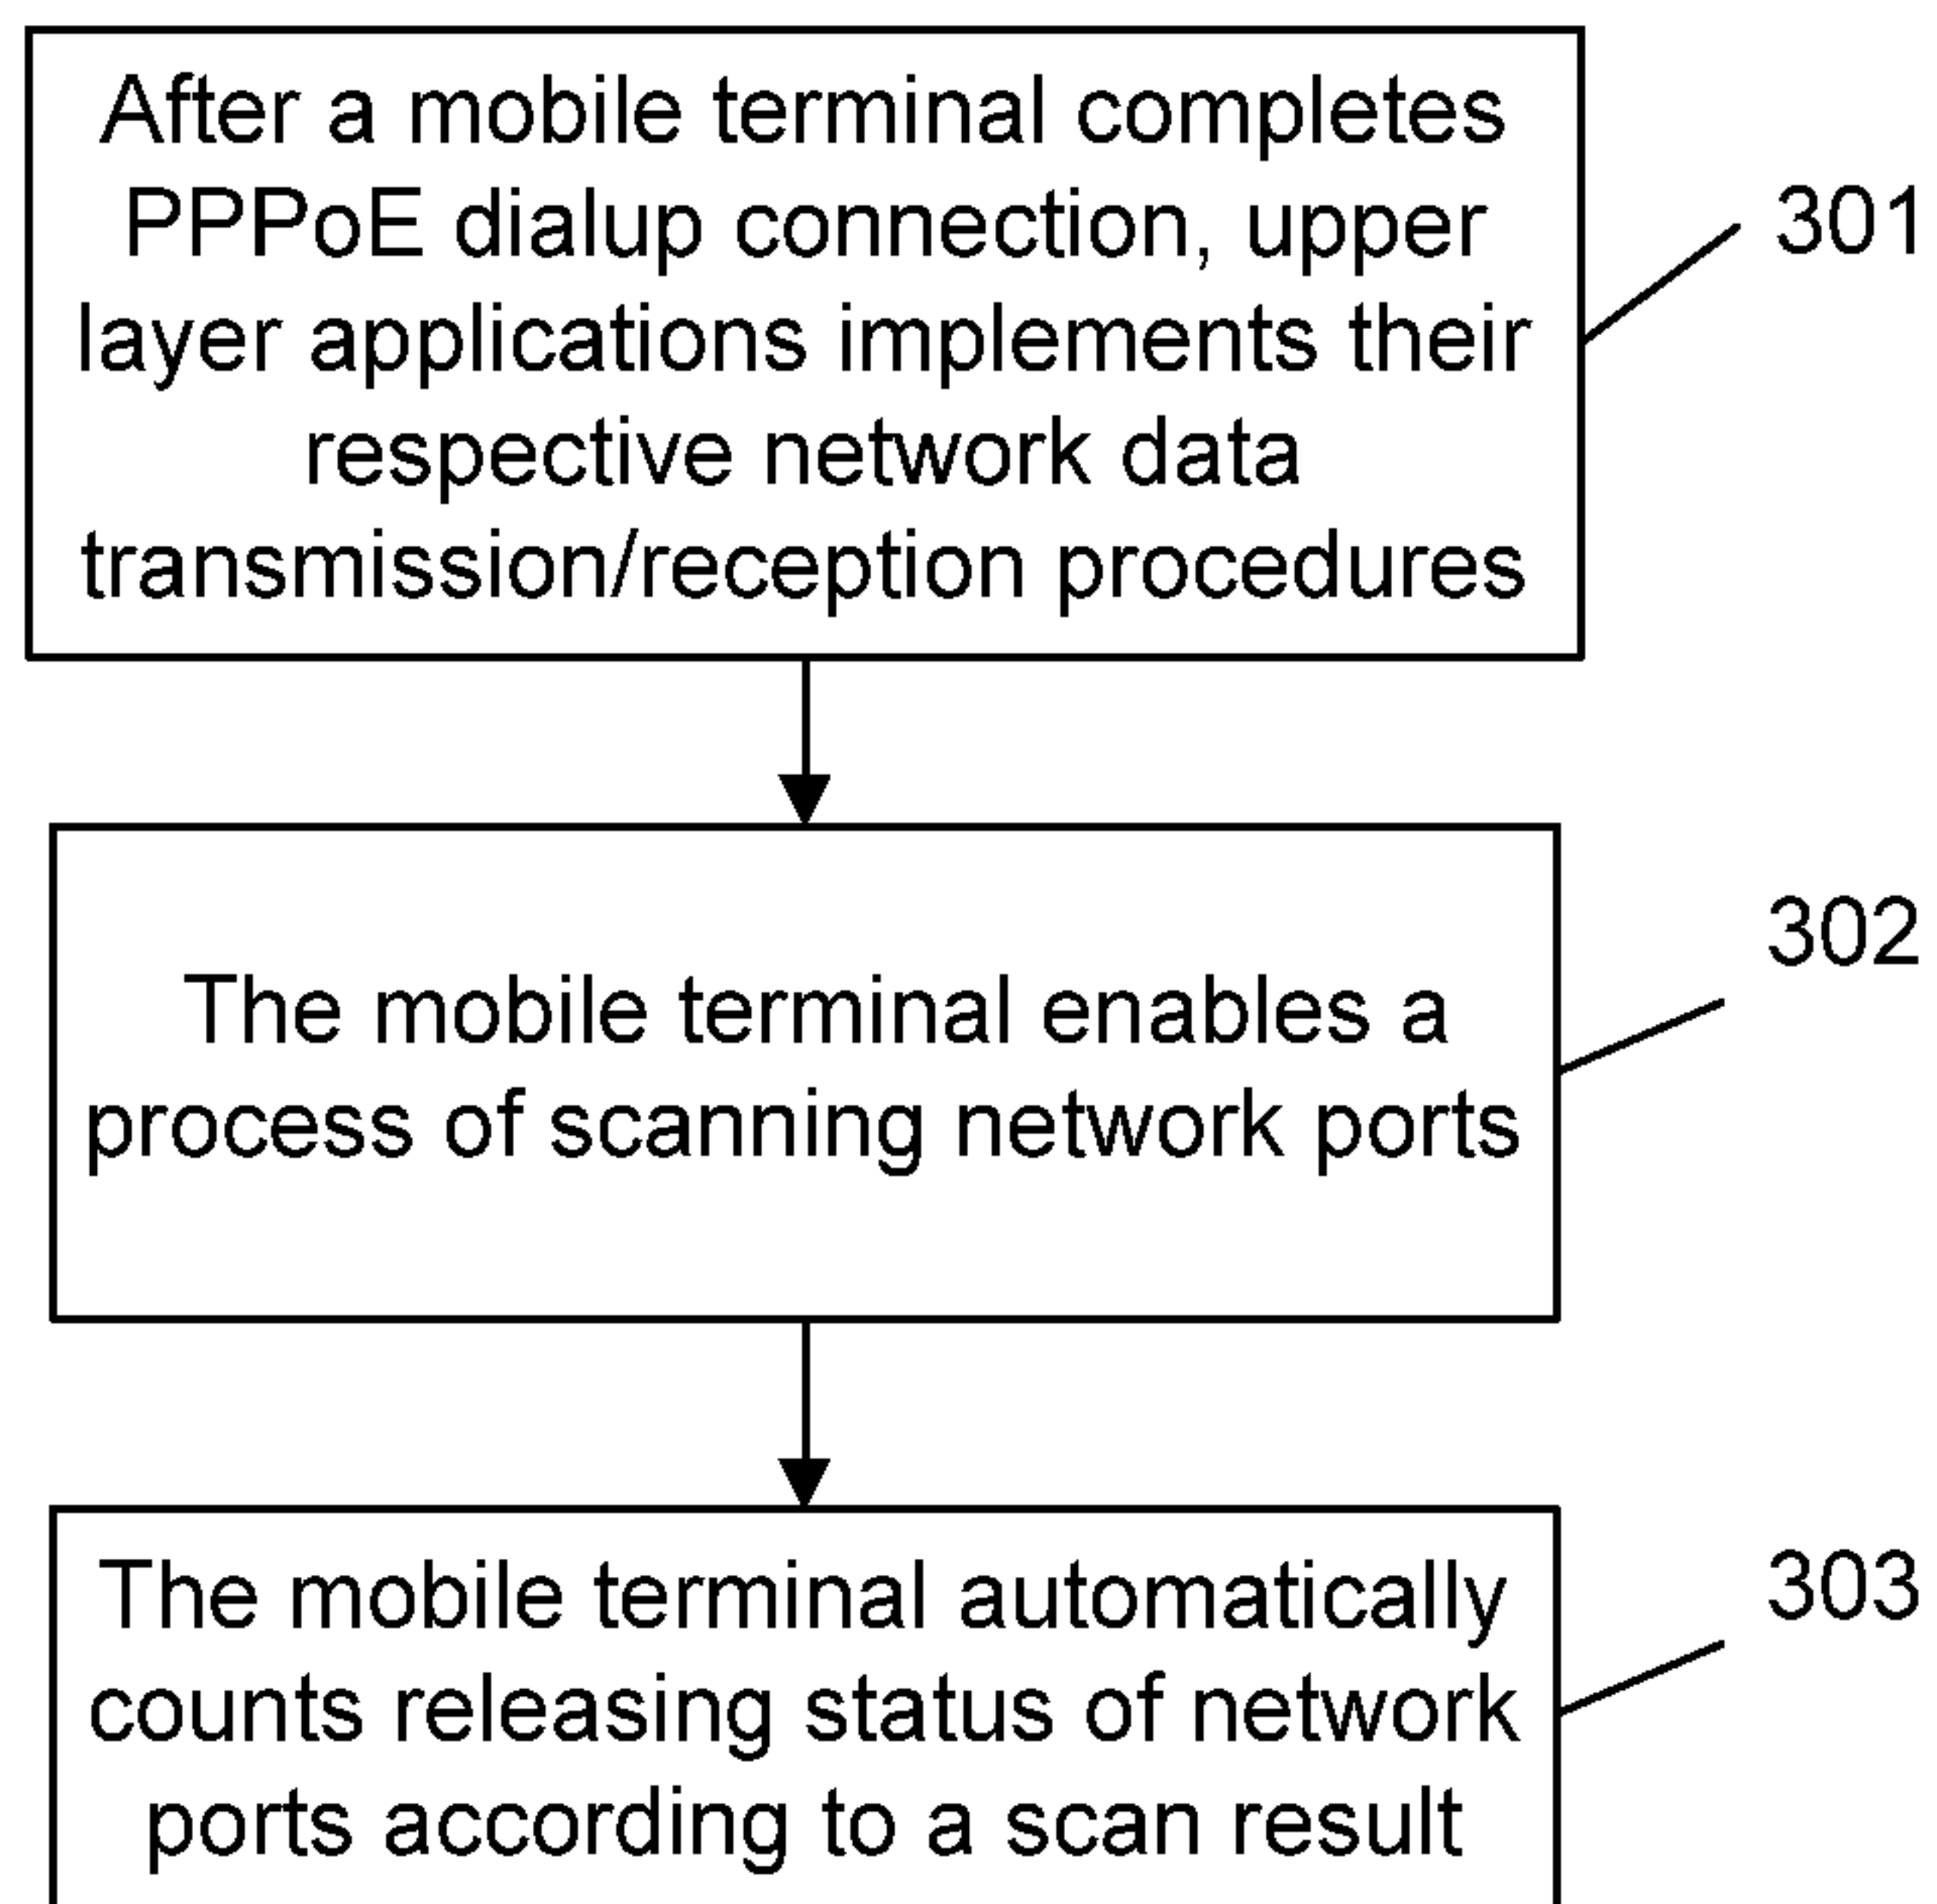 After a mobile terminal completes
PPPoE dialup connection, upper
layer applications implements their
respective network data
transmission/reception procedures
301
The mobile terminal enables a
process of scanning network ports
302
The mobile terminal automatically
counts releasing status of network
ports according to a scan result
303